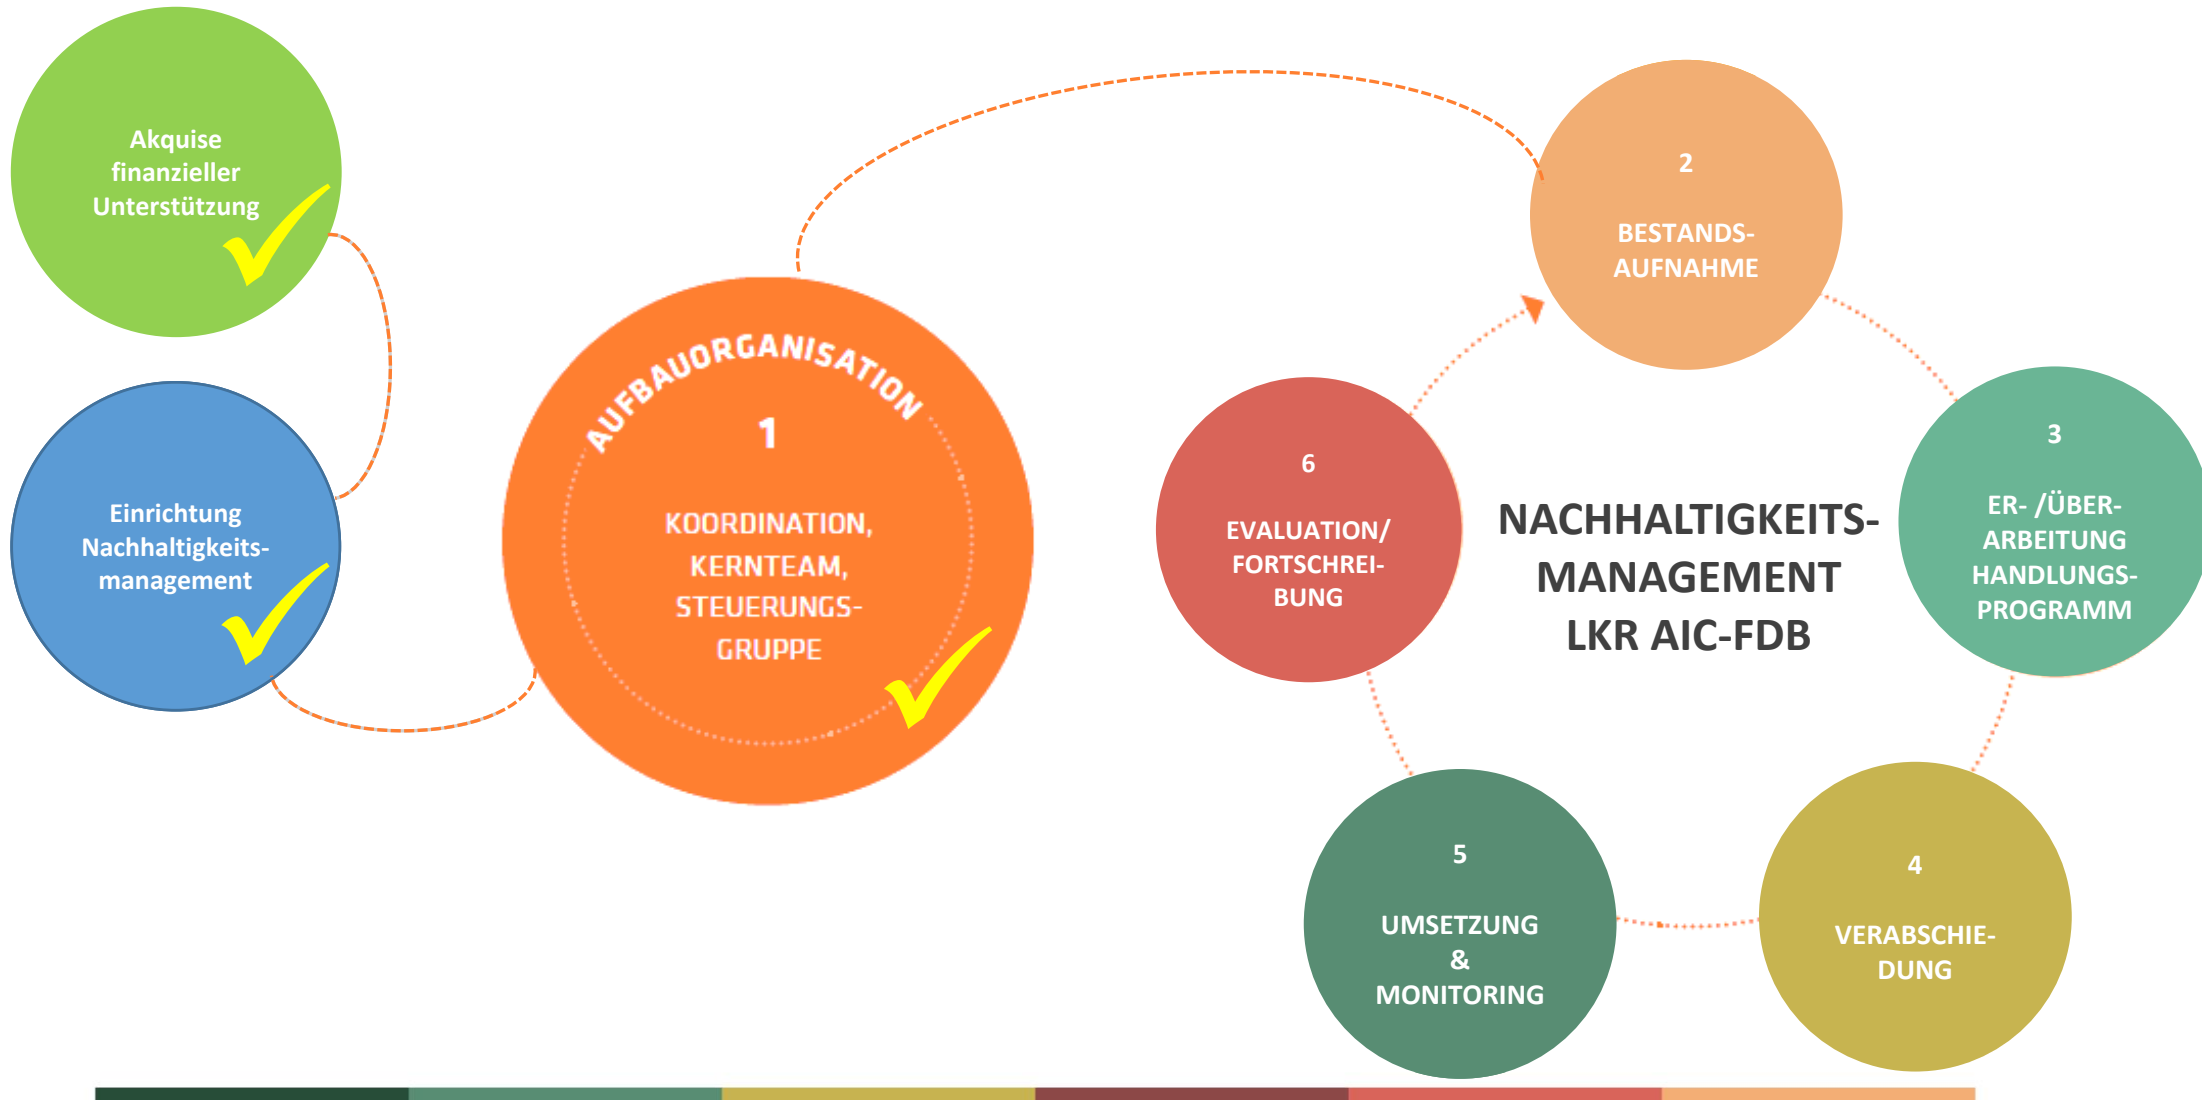 Akquise
finanzieller
Unterstützung
Einrichtung
Nachhaltigkeits-
management
AUFBAUORGANISATION
1
KOORDINATION,
KERNTEAM,
STEUERUNGS-
GRUPPE
2
BESTANDS-
AUFNAHME
3
ER- /ÜBER-
ARBEITUNG
HANDLUNGS-
PROGRAMM
4
VERABSCHIE-
DUNG
5
UMSETZUNG
&
MONITORING
6
EVALUATION/
FORTSCHREI-
BUNG
NACHHALTIGKEITS-
MANAGEMENT
LKR AIC-FDB